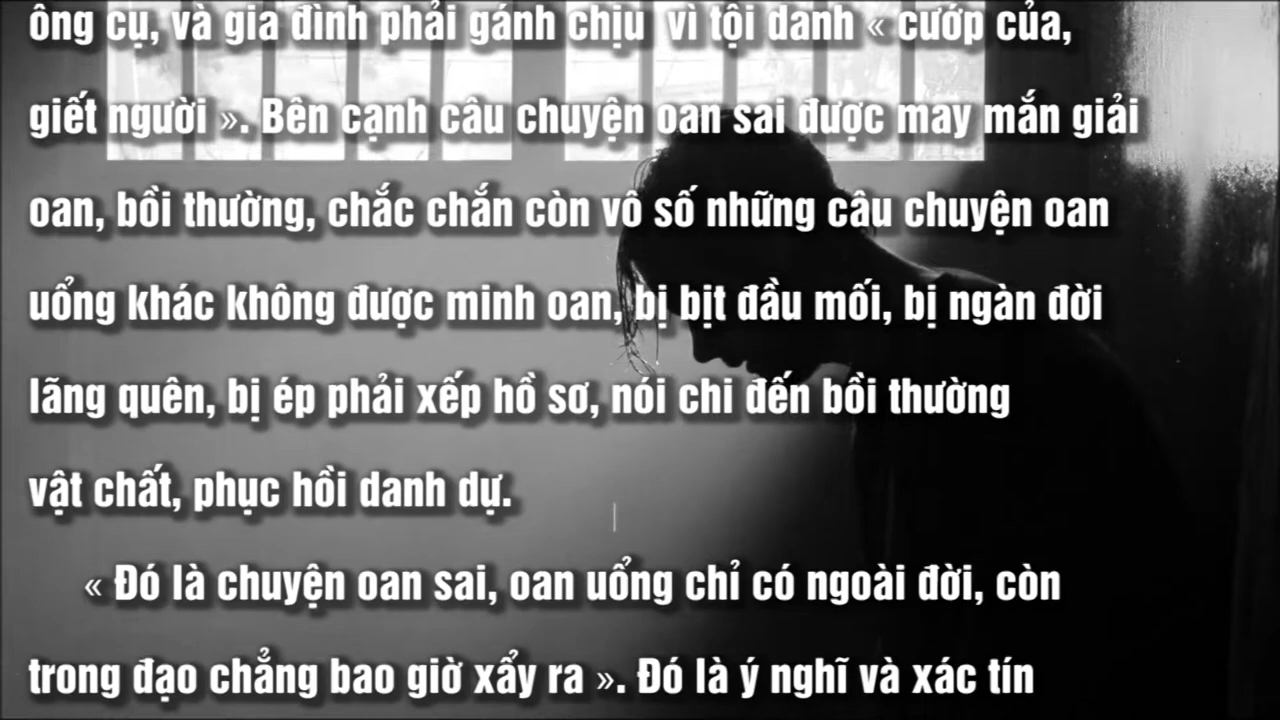 ông cụ, và gia đình phải gánh chịu vì tội danh « cướp của,
giết người ». Bên cạnh câu chuyện oan sai được may mắn giải
oan, bồi thường, chắc chắn còn vô số những câu chuyện oan
uổng khác không được minh oan, bị bịt đầu mối, bị ngàn đời
lãng quên, bị ép phải xếp hồ sơ, nói chi đến bồi thường
vật chất, phục hồi danh dự.
« Đó là chuyện oan sai, oan uổng chỉ có ngoài đời, còn
trong đạo chẳng bao giờ xẩy ra ». Đó là ý nghĩ và xác tín